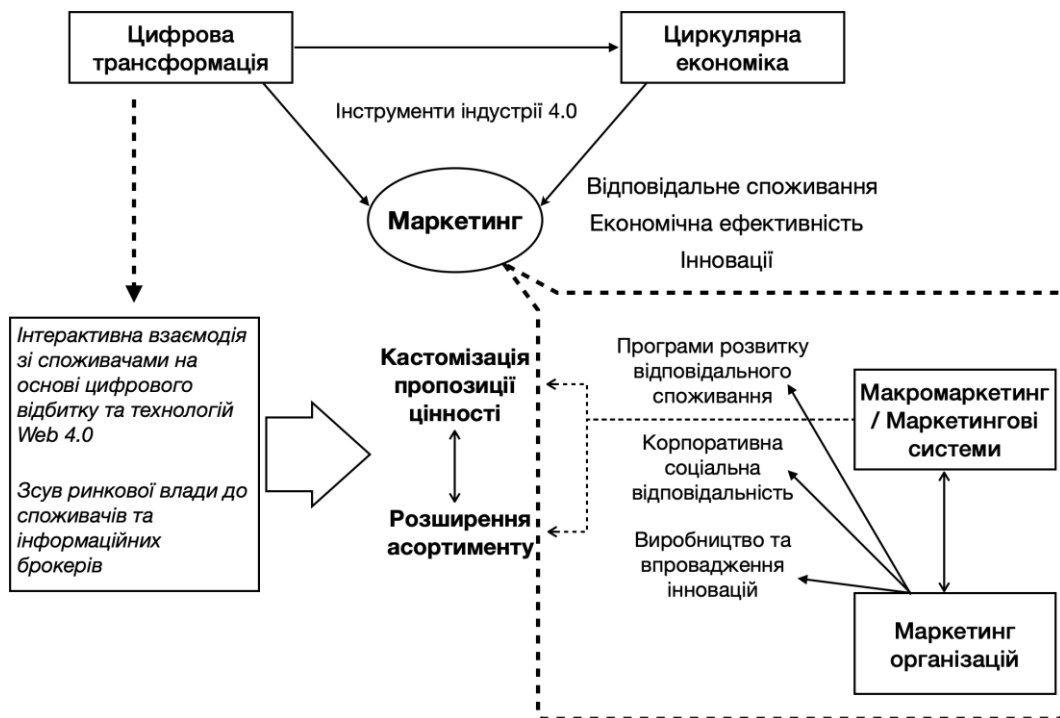 Цифрова
трансформація
Циркулярна
економіка
Інструменти індустрії 4.0
Маркетинг
Відповідальне споживання
Економічна ефективність
Інновації
Інтерактивна взаємодія
зі споживачами на
основі цифрового
відбитку та технологій
Web 4.0
Зсув ринкової влади до
споживачів та
інформаційних
брокерів
Кастомізація
пропозиції
цінності
Розширення
асортименту
Програми розвитку
відповідального
споживання
Корпоративна
соціальна
відповідальність
Виробництво та
впровадження
інновацій
Макромаркетинг
/ Маркетингові
системи
Маркетинг
організацій